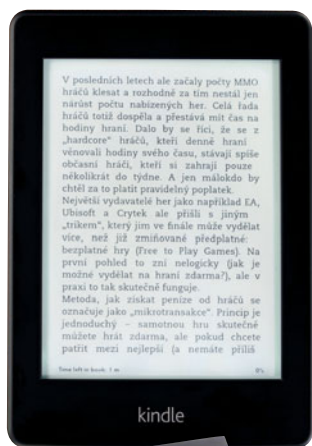 V posledních letech ale začaly počty MMO
hráčů klesat a rozhodně za tím nestál jen
nárůst počtu nabízených her. Celá řada
hráčů totiž dospěla a přestává mít čas na
hodiny hraní. Dalo by se říci, že se z
„hardcore" hráčů, kteří denně hraní
věnovali hodiny svého času, stávají spíše
občasní hráči, kteří si zahrají pouze
několikrát do týdne. A jen málokdo by
chtěl za to platit pravidelný poplatek.
Největší vydavatelé her jako například EA,
Ubisoft a Crytek ale přišli s jiným
„trikem", který jim ve finále může vydělat
více, než již zmiňované předplatné:
bezplatné hry (Free to Play Games). Na
první pohled to zní nelogicky (jak je
možné vydělat na hraní zdarma?), ale v
praxi to tak skutečně funguje.
Metoda, jak získat peníze od hráčů se
označuje jako „mikrotransakce". Princip je
jednoduchý – samotnou hru skutečně
můžete hrát zdarma, ale pokud chcete
patřit mezi nejlepší (a nemáte příliš
Time left in book: 1 m
kindle